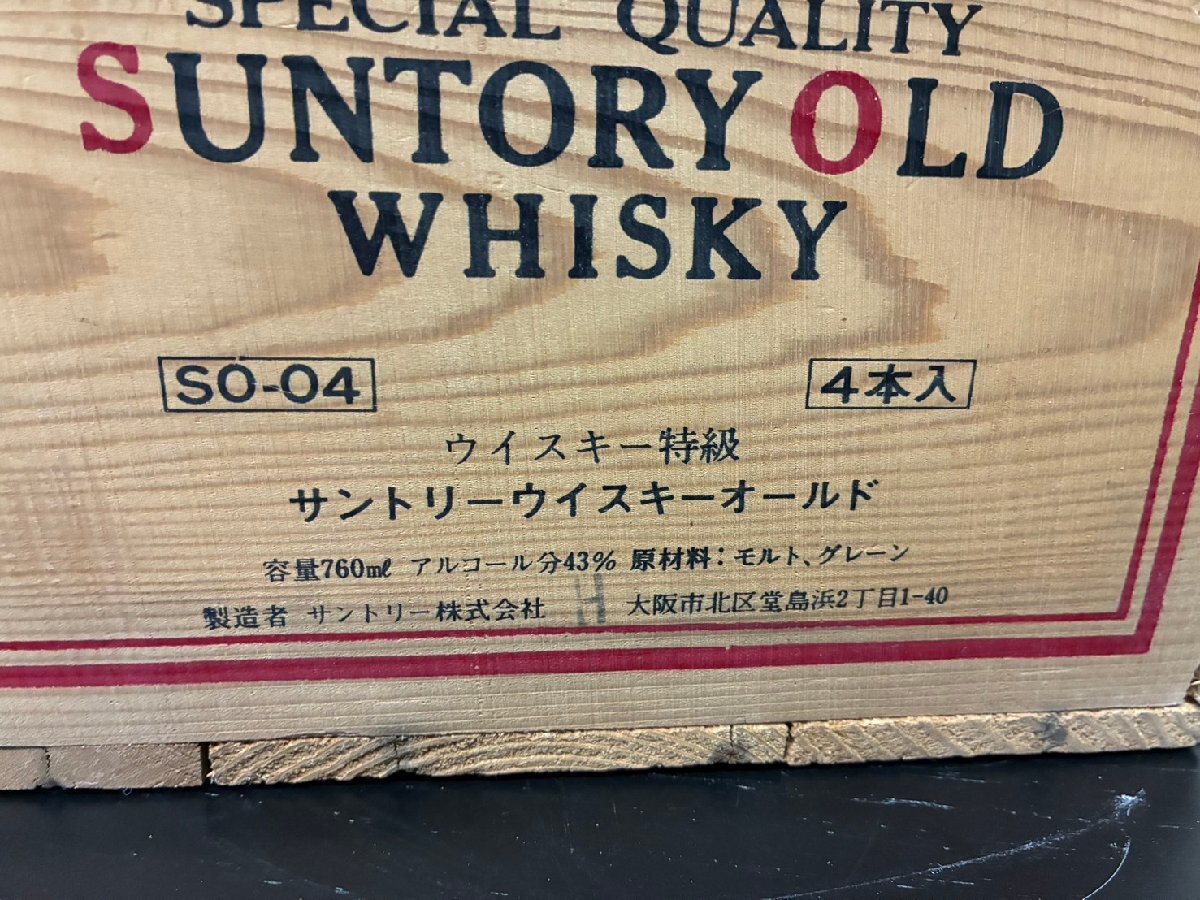 SPECIAL QUALITY
SUNTORY OLD
WHISKY
SO-04 4本入
ウイスキー特級
サントリーウイスキーオールド
容量760mℓ アルコール分43% 原材料：モルト、グレーン
製造者 サントリー株式会社 H 大阪市北区堂島浜2丁目1-40